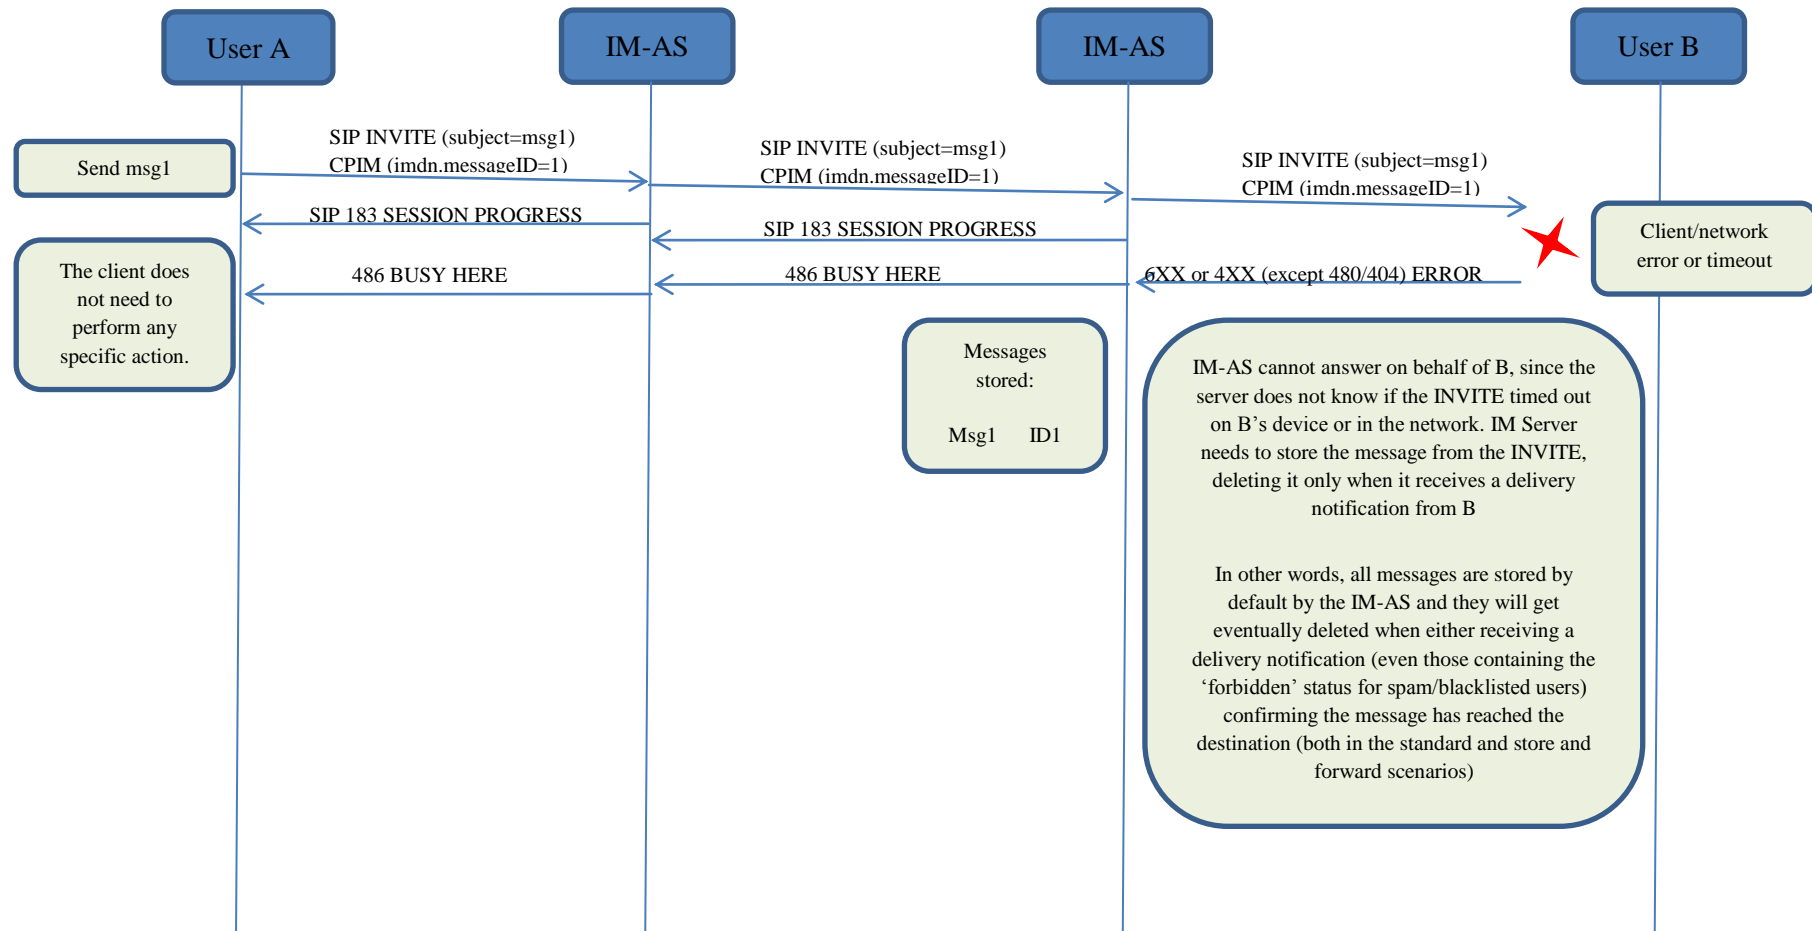 User A
IM-AS
IM-AS
User B
SIP INVITE (subject=msg1)
CPIM (imdn.messageID=1)
SIP INVITE (subject=msg1)
CPIM (imdn.messageID=1)
SIP INVITE (subject=msg1)
CPIM (imdn.messageID=1)
Send msg1
SIP 183 SESSION PROGRESS
SIP 183 SESSION PROGRESS
Client/network
error or timeout
The client does
not need to
perform any
specific action.
486 BUSY HERE
486 BUSY HERE
6XX or 4XX (except 480/404) ERROR
Messages
stored:
Msg1 ID1
IM-AS cannot answer on behalf of B, since the
server does not know if the INVITE timed out
on B’s device or in the network. IM Server
needs to store the message from the INVITE,
deleting it only when it receives a delivery
notification from B
In other words, all messages are stored by
default by the IM-AS and they will get
eventually deleted when either receiving a
delivery notification (even those containing the
‘forbidden’ status for spam/blacklisted users)
confirming the message has reached the
destination (both in the standard and store and
forward scenarios)